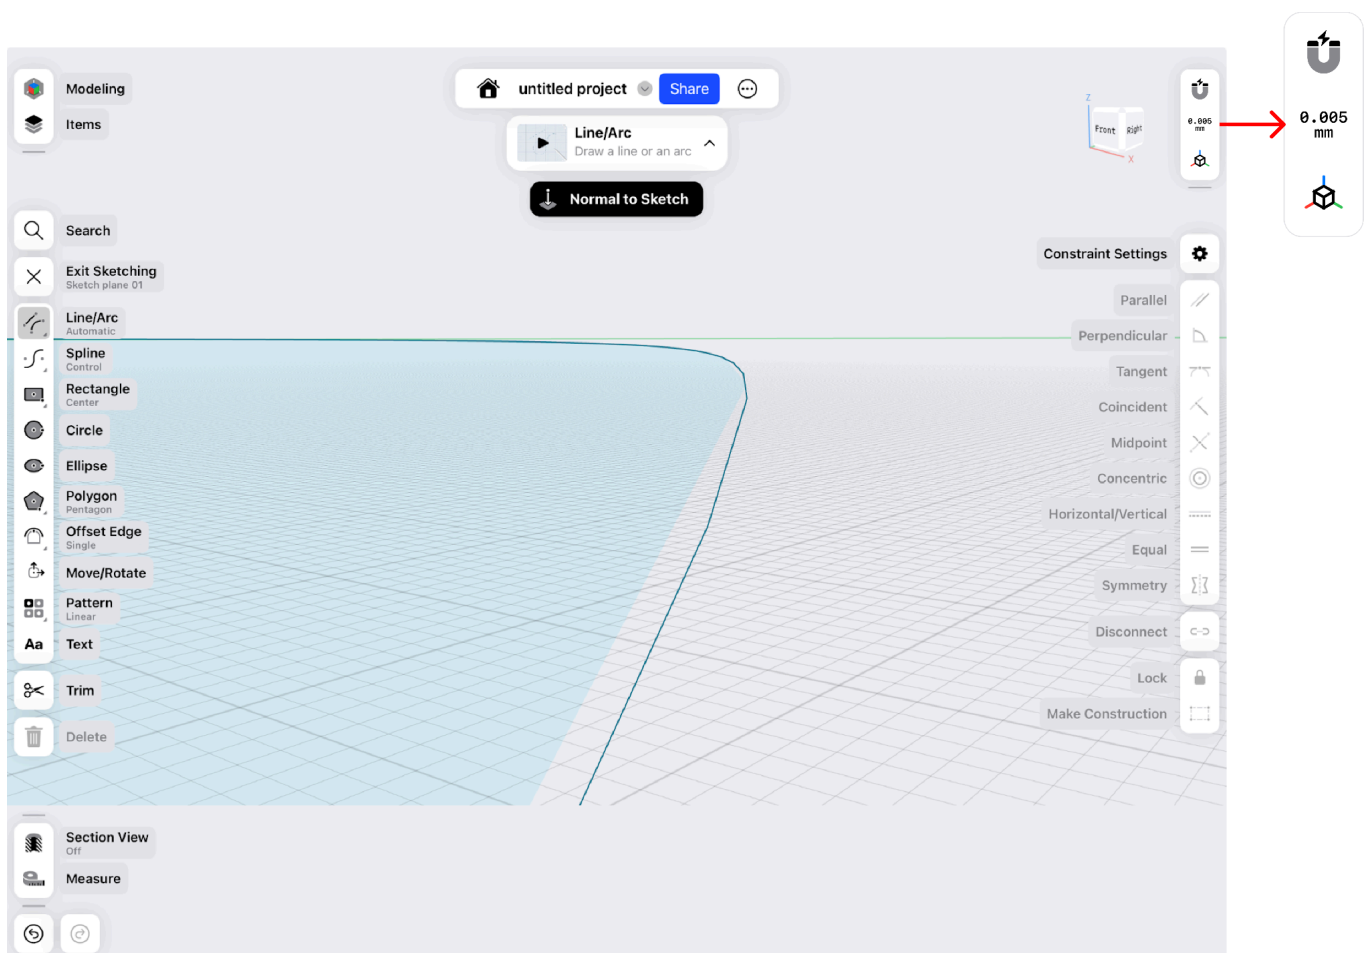 Modeling
Items
untitled project
Share
Line/Arc
Draw a line or an arc
Normal to Sketch
Z
Front
Right
X
0.005
mm
0.005
mm
Search
Exit Sketching
Sketch plane 01
Line/Arc
Automatic
Spline
Control
Rectangle
Center
Circle
Ellipse
Polygon
Pentagon
Offset Edge
Single
Move/Rotate
Pattern
Linear
Aa
Text
Trim
Delete
Section View
Off
Measure
Constraint Settings
Parallel
Perpendicular
Tangent
Coincident
Midpoint
Concentric
Horizontal/Vertical
Equal
Symmetry
Disconnect
Lock
Make Construction